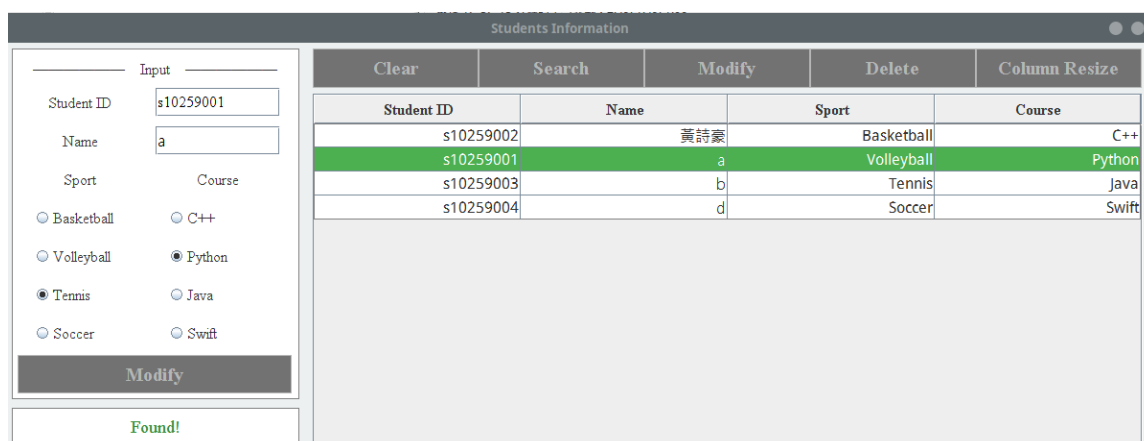 Students Information
Input
Student ID s10259001
Name a
Sport Course
Basketball C++
Volleyball Python
Tennis Java
Soccer Swift
Modify
Found!
Clear Search Modify Delete Column Resize
Student ID Name Sport Course
s10259002 黃詩豪 Basketball C++
s10259001 a Volleyball Python
s10259003 b Tennis Java
s10259004 d Soccer Swift